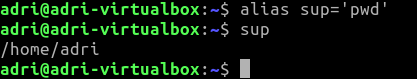 adri@adri-virtualbox:~$ alias sup='pwd'
adri@adri-virtualbox:~$ sup
/home/adri
adri@adri-virtualbox:~$